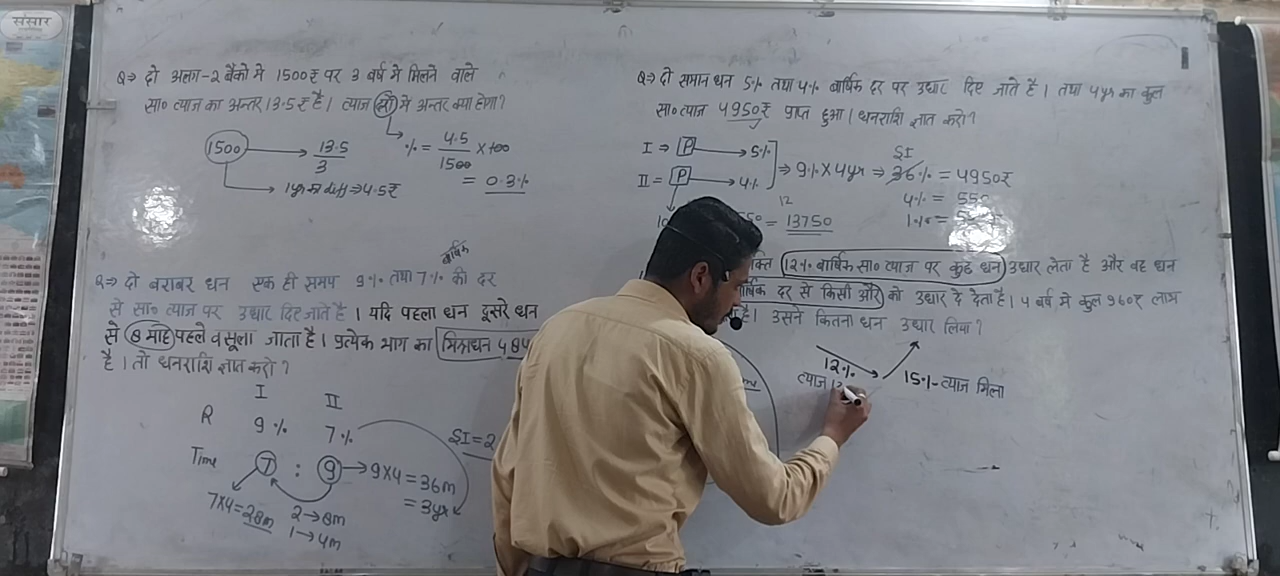 संसार
Q⇒ दो अलग-2 बैंको मे 1500₹ पर 3 वर्ष मे मिलने वाले
सा० ब्याज का अन्तर 13.5₹ है। ब्याज में अन्तर क्या होगा?
1500 → 13.5/3
% = 4.5/1500 × 100
= 0.3%
Q⇒ दो समान धन 5% तथा 4% वार्षिक दर पर उधार दिए जाते है। तथा 4yr का कुल
सा० ब्याज 4950₹ प्राप्त हुआ। धनराशि ज्ञात करो?
I ⇒ P → 5%
II = P → 4%
⇒ 9% × 4yr ⇒ 36% = 4950₹
SI
12
4% = 550
= 13750
वार्षिक
Q⇒ दो बराबर धन एक ही समय 9% तथा 7% की दर
से सा० ब्याज पर उधार दिए जाते है। यदि पहला धन दूसरे धन
से 8 माह पहले वसूला जाता है। प्रत्येक भाग का मिश्रधन
है। तो धनराशि ज्ञात करो?
I II
R 9% 7%
Time 7 : 9 → 9×4 = 36m
= 3yr
7×4 = 28m
2 → 8m
1 → 4m
SI = 2
12% वार्षिक सा० ब्याज पर कुछ धन उधार लेता है और वह धन
वार्षिक दर से किसी और को उधार दे देता है। 4 वर्ष मे कुल 960₹ लाभ
है। उसने कितना धन उधार लिया?
12%
ब्याज
15% ब्याज मिला